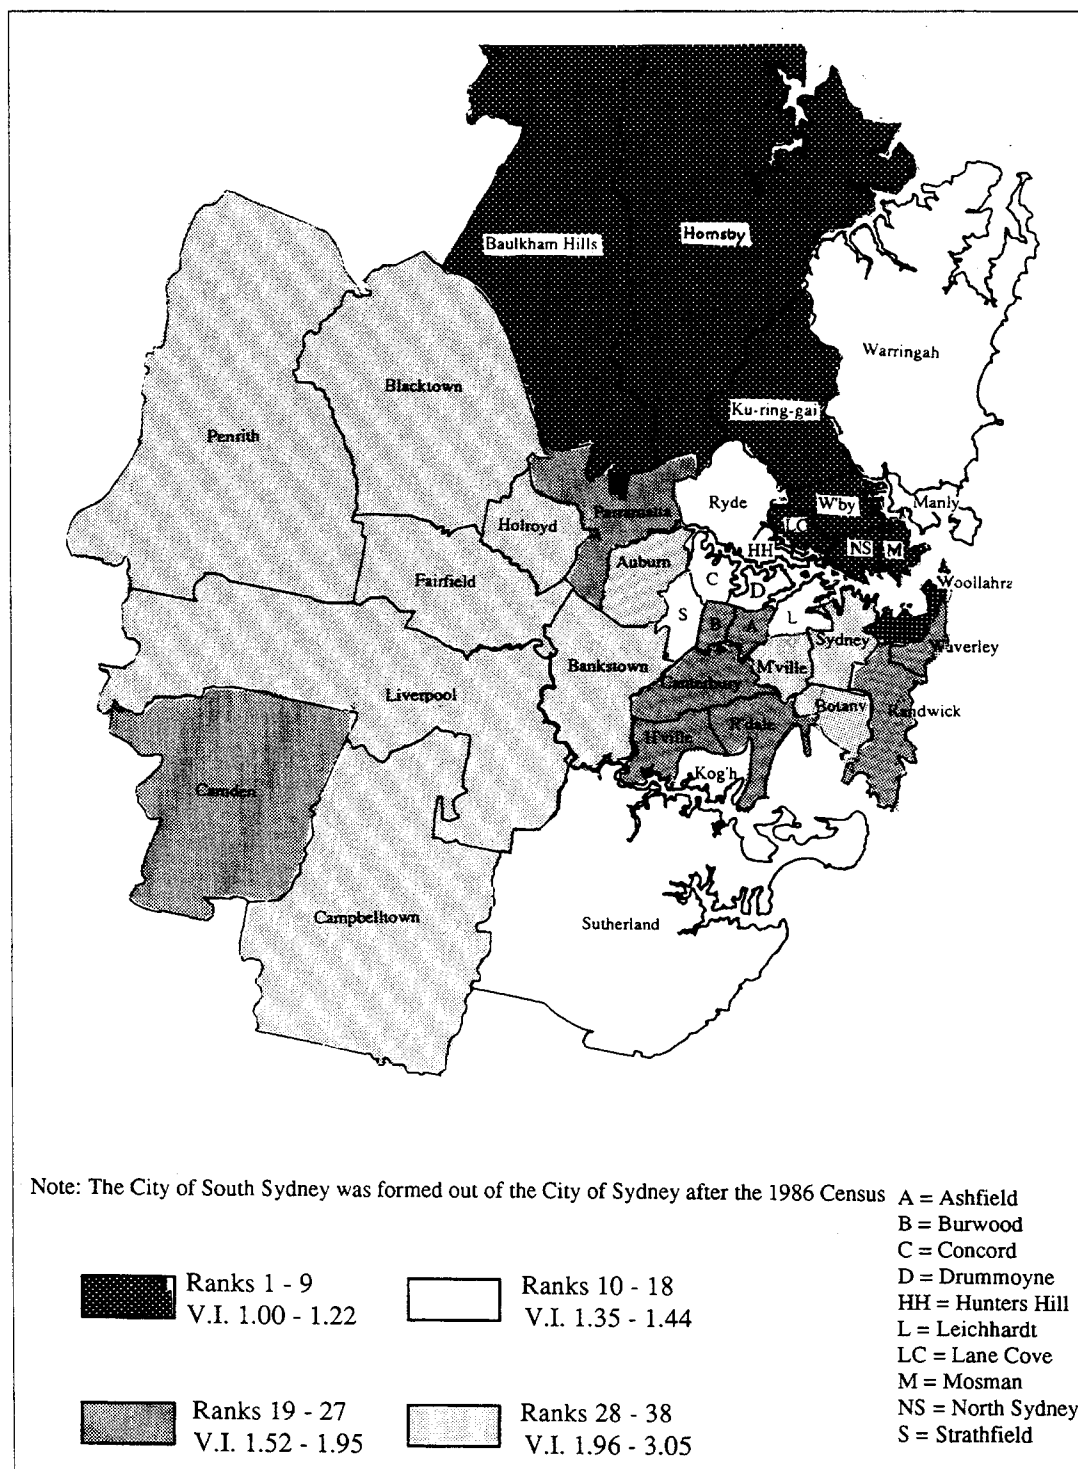 Baulkham Hills
Hornsby
Warringah
Blacktown
Ku-ring-gai
Penrith
Ryde
W'by
Manly
Holroyd
Parramatta
LC
HH
NS
M
Auburn
Fairfield
C
D
Woollahra
S
B
A
L
Sydney
Waverley
Bankstown
M'ville
Canterbury
Liverpool
Botany
Randwick
H'ville
R'dale
Kog'h
Camden
Campbelltown
Sutherland
Note: The City of South Sydney was formed out of the City of Sydney after the 1986 Census
A = Ashfield
B = Burwood
C = Concord
D = Drummoyne
HH = Hunters Hill
L = Leichhardt
LC = Lane Cove
M = Mosman
NS = North Sydney
S = Strathfield
Ranks 1 - 9
V.I. 1.00 - 1.22
Ranks 10 - 18
V.I. 1.35 - 1.44
Ranks 19 - 27
V.I. 1.52 - 1.95
Ranks 28 - 38
V.I. 1.96 - 3.05